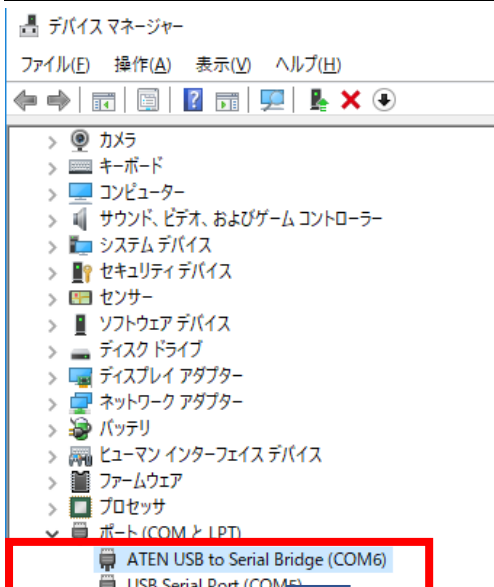 デバイス マネージャー
ファイル(F) 操作(A) 表示(V) ヘルプ(H)
カメラ
キーボード
コンピューター
サウンド、ビデオ、およびゲーム コントローラー
システム デバイス
セキュリティ デバイス
センサー
ソフトウェア デバイス
ディスク ドライブ
ディスプレイ アダプター
ネットワーク アダプター
バッテリ
ヒューマン インターフェイス デバイス
ファームウェア
プロセッサ
ポート (COM と LPT)
ATEN USB to Serial Bridge (COM6)
USB Serial Port (COM5)